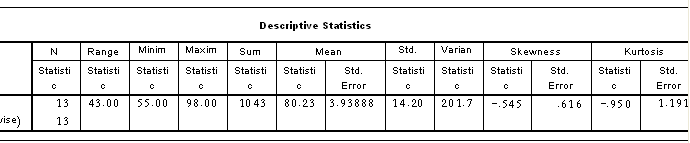 Descriptive Statistics
N Range Minim Maxim Sum Mean Std. Varian Skewness Kurtosis
Statisti Statisti Statisti Statisti Statisti Statisti Std. Statisti Statisti Statisti Std. Statisti Std.
c c c c c c Error c c c Error c Error
13 43.00 55.00 98.00 1043 80.23 3.93888 14.20 201.7 -.545 .616 -.950 1.191
vise) 13